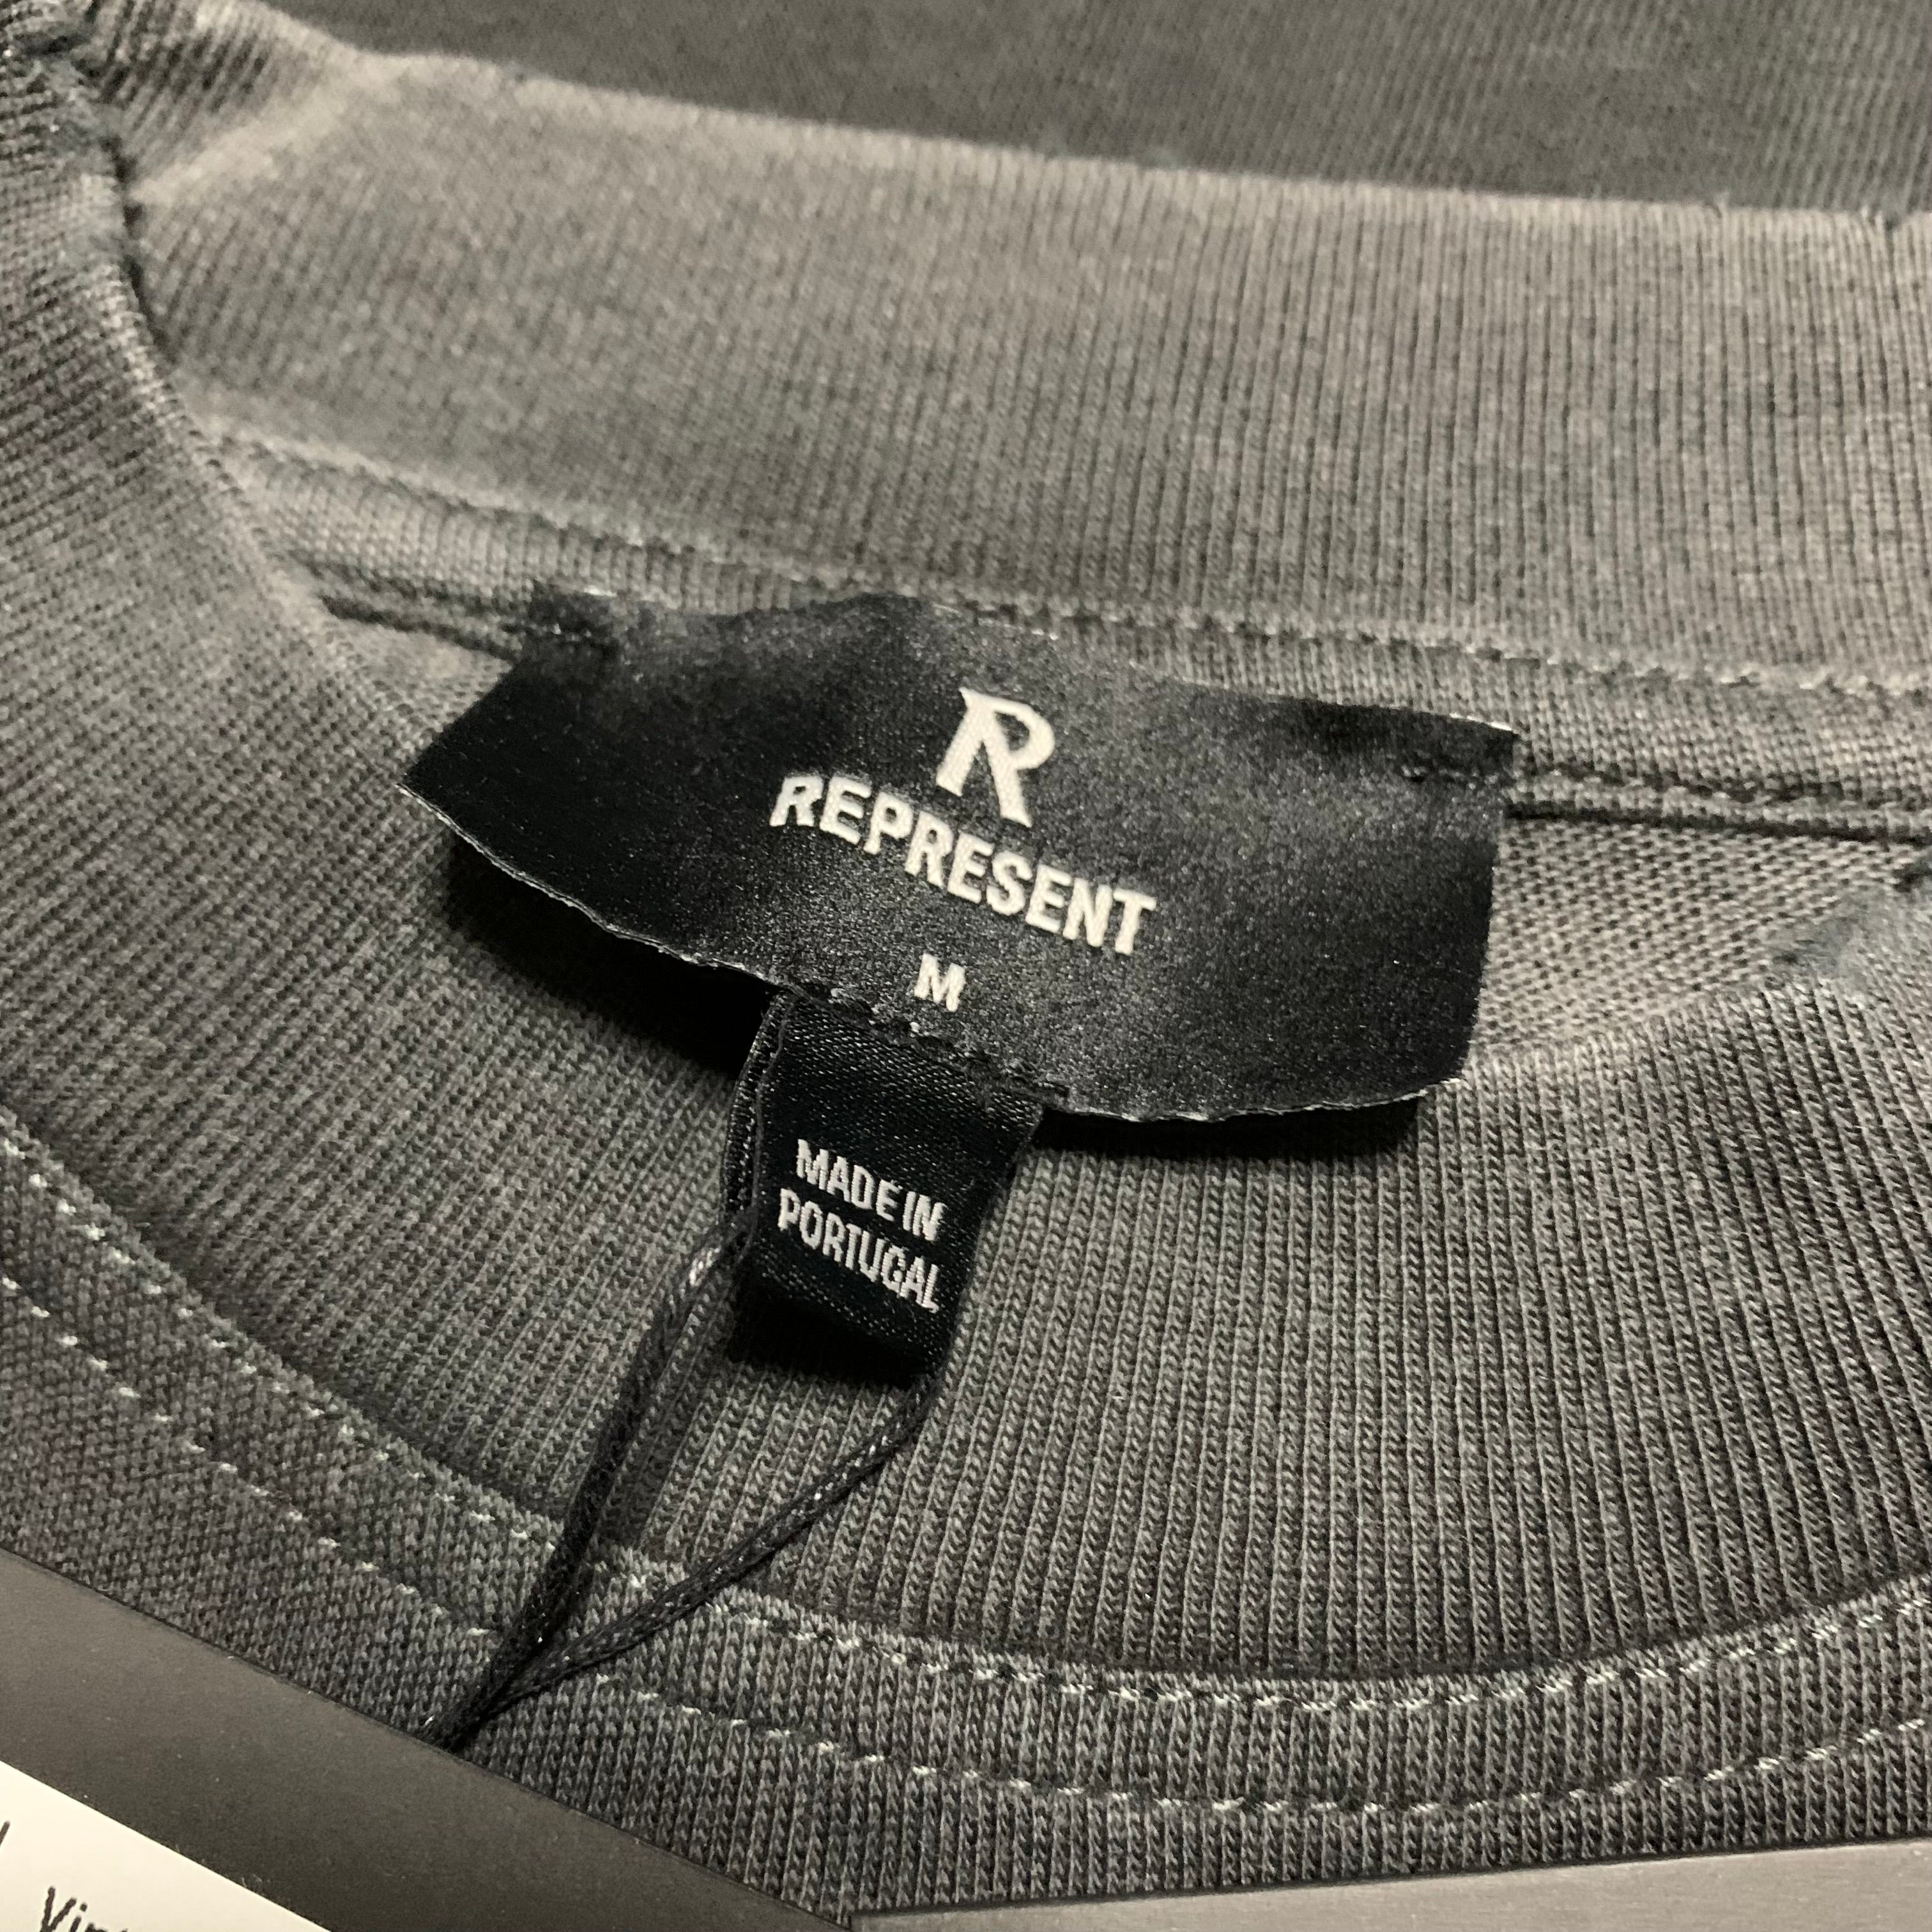 R
REPRESENT
M
MADE IN
PORTUGAL